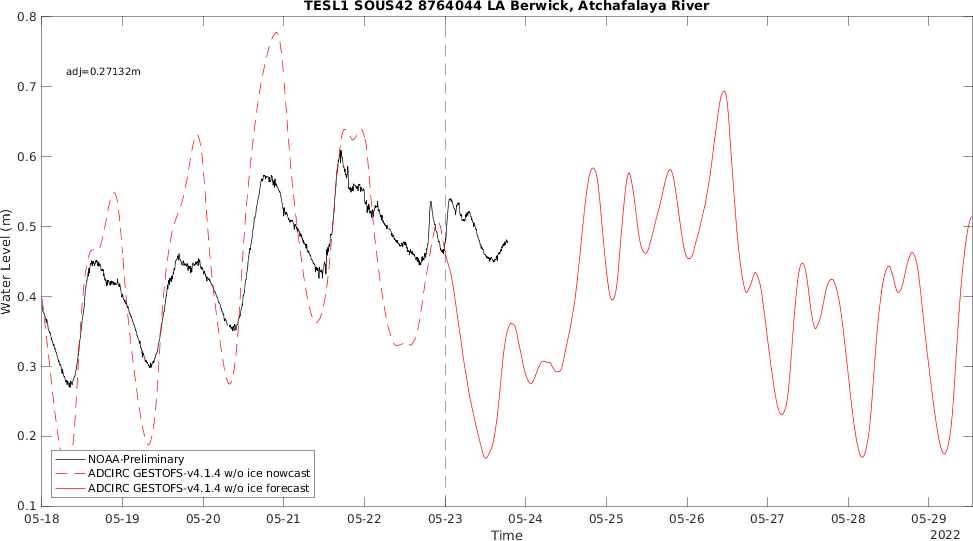 TESL1 SOUS42 8764044 LA Berwick, Atchafalaya River
0.8
0.7
0.6
0.5
0.4
0.3
0.2
0.1
Water Level (m)
adj=0.27132m
NOAA-Preliminary
ADCIRC GESTOFS-v4.1.4 w/o ice nowcast
ADCIRC GESTOFS-v4.1.4 w/o ice forecast
05-18 05-19 05-20 05-21 05-22 05-23 05-24 05-25 05-26 05-27 05-28 05-29
Time
2022